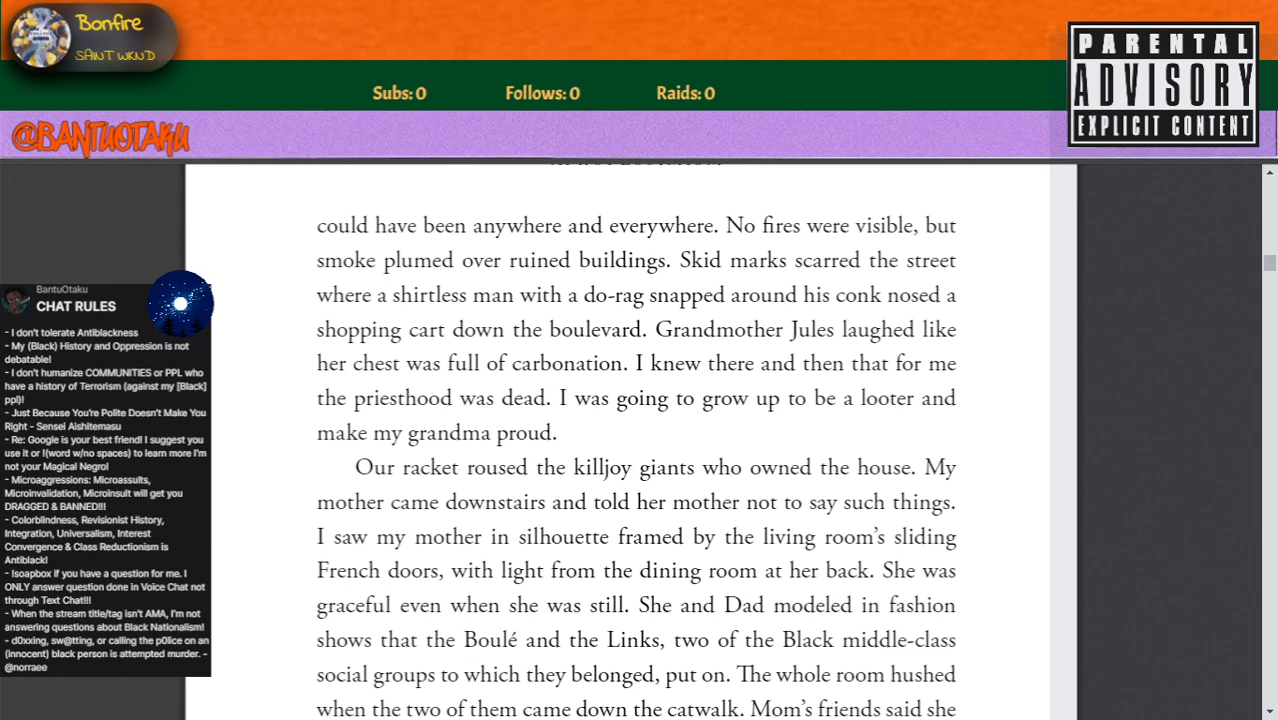 Bonfire
SAINT WKND
Subs: 0
Follows: 0
Raids: 0
PARENTAL
ADVISORY
EXPLICIT CONTENT
@BANTUOTAKU
BantuOtaku
CHAT RULES
- I don't tolerate Antiblackness
- My (Black) History and Oppression is not
debatable!
- I don't humanize COMMUNITIES or PPL who
have a history of Terrorism (against my [Black]
ppl)!
- Just Because You're Polite Doesn't Make You
Right - Sensei Aishitemasu
- Re: Google is your best friend! I suggest you
use it or !(word w/no spaces) to learn more I'm
not your Magical Negro!
- Microaggressions: Microassults,
Microinvalidation, Microinsult will get you
DRAGGED & BANNED!!!
- Colorblindness, Revisionist History,
Integration, Universalism, Interest
Convergence & Class Reductionism is
Antiblack!
- !soapbox if you have a question for me. I
ONLY answer question done in Voice Chat not
through Text Chat!!!
- When the stream title/tag isn't AMA, I'm not
answering questions about Black Nationalism!
- d0xxing, sw@tting, or calling the p0lice on an
(innocent) black person is attempted murder. -
@norraee
could have been anywhere and everywhere. No fires were visible, but
smoke plumed over ruined buildings. Skid marks scarred the street
where a shirtless man with a do-rag snapped around his conk nosed a
shopping cart down the boulevard. Grandmother Jules laughed like
her chest was full of carbonation. I knew there and then that for me
the priesthood was dead. I was going to grow up to be a looter and
make my grandma proud.
Our racket roused the killjoy giants who owned the house. My
mother came downstairs and told her mother not to say such things.
I saw my mother in silhouette framed by the living room's sliding
French doors, with light from the dining room at her back. She was
graceful even when she was still. She and Dad modeled in fashion
shows that the Boulé and the Links, two of the Black middle-class
social groups to which they belonged, put on. The whole room hushed
when the two of them came down the catwalk. Mom's friends said she